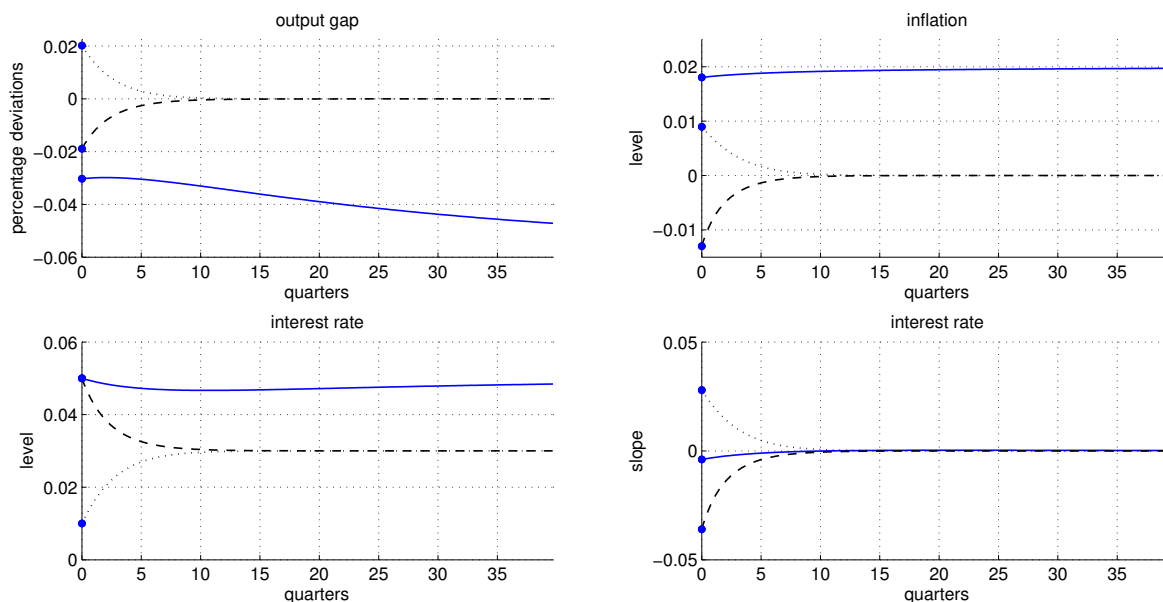 output gap
percentage deviations
0.02
0
−0.02
−0.04
−0.06
0 5 10 15 20 25 30 35
quarters
inflation
level
0.02
0.01
0
−0.01
0 5 10 15 20 25 30 35
quarters
interest rate
level
0.06
0.04
0.02
0
0 5 10 15 20 25 30 35
quarters
interest rate
slope
0.05
0
−0.05
0 5 10 15 20 25 30 35
quarters